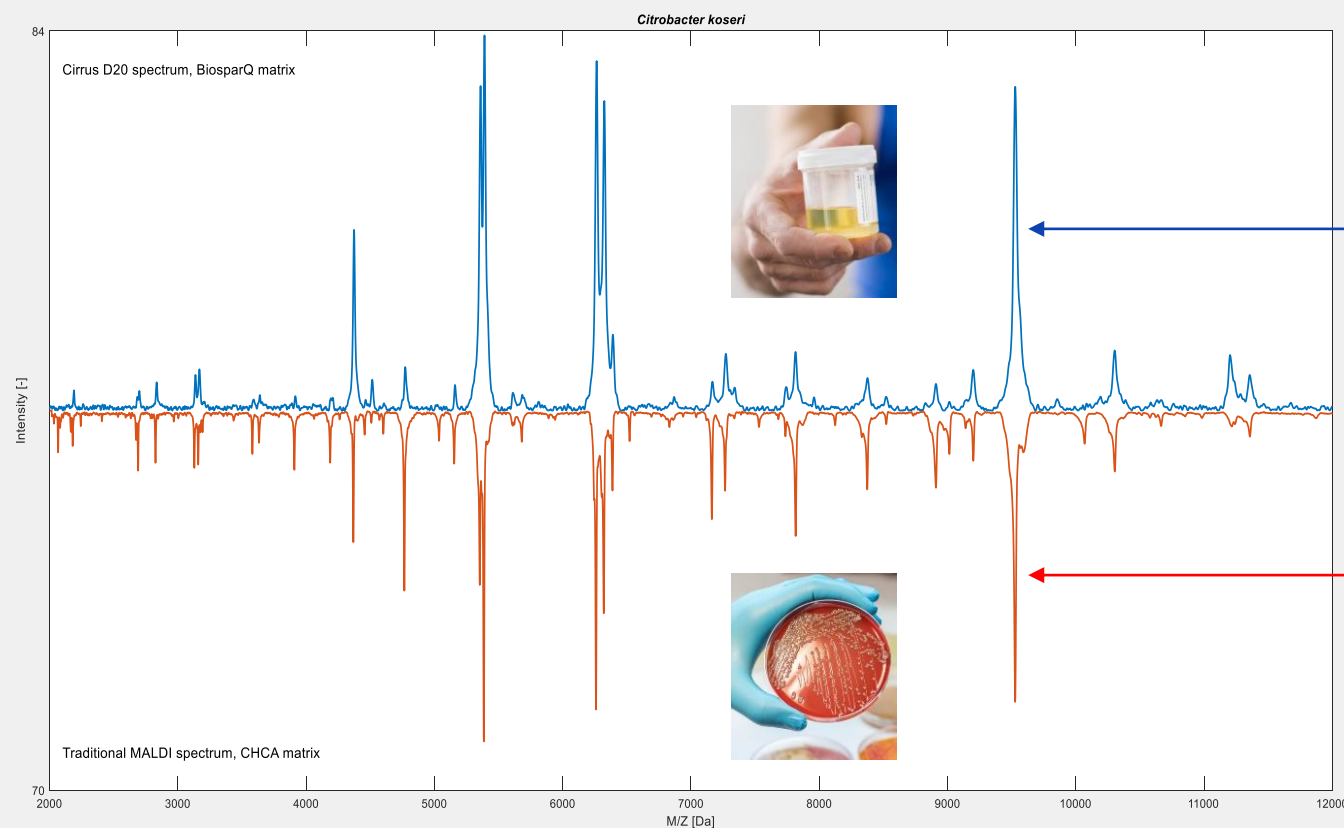 Citrobacter koseri
84
Cirrus D20 spectrum, BiosparQ matrix
Intensity [-]
Traditional MALDI spectrum, CHCA matrix
70
2000 3000 4000 5000 6000 7000 8000 9000 10000 11000 12000
M/Z [Da]